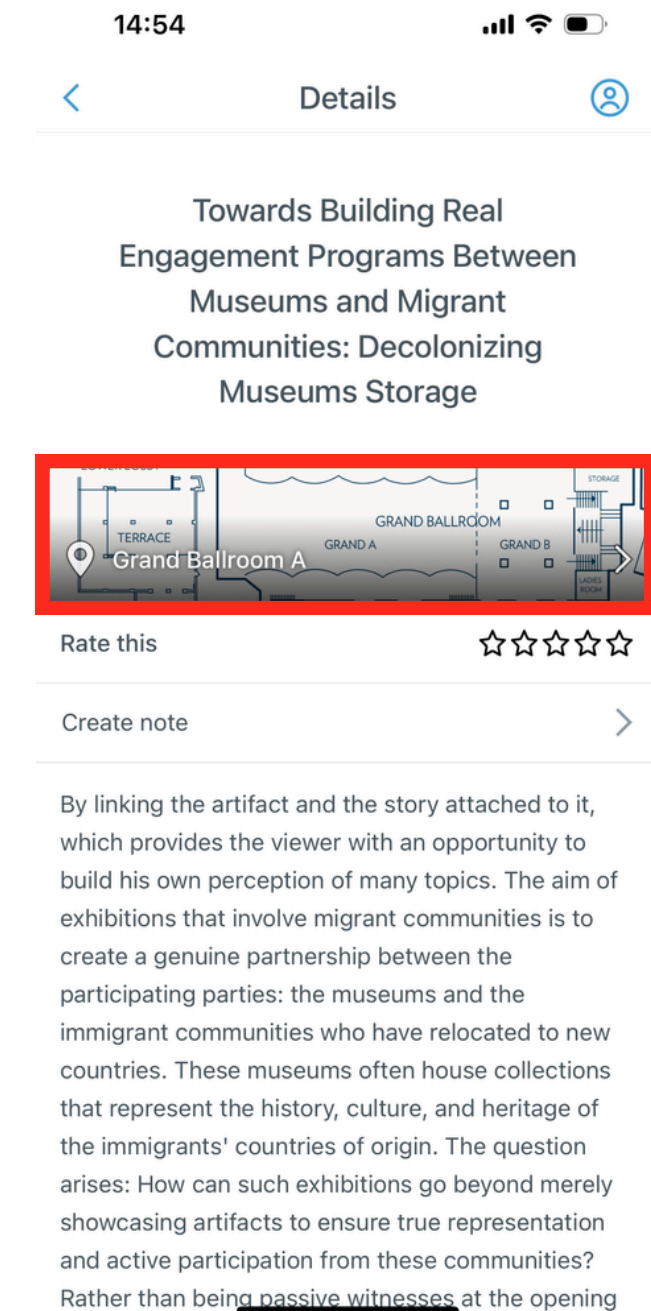 14:54
Details
Towards Building Real
Engagement Programs Between
Museums and Migrant
Communities: Decolonizing
Museums Storage
STORAGE
GRAND BALLROOM
TERRACE
GRAND A
GRAND B
Grand Ballroom A
LADIES
ROOM
Rate this
Create note
By linking the artifact and the story attached to it,
which provides the viewer with an opportunity to
build his own perception of many topics. The aim of
exhibitions that involve migrant communities is to
create a genuine partnership between the
participating parties: the museums and the
immigrant communities who have relocated to new
countries. These museums often house collections
that represent the history, culture, and heritage of
the immigrants' countries of origin. The question
arises: How can such exhibitions go beyond merely
showcasing artifacts to ensure true representation
and active participation from these communities?
Rather than being passive witnesses at the opening